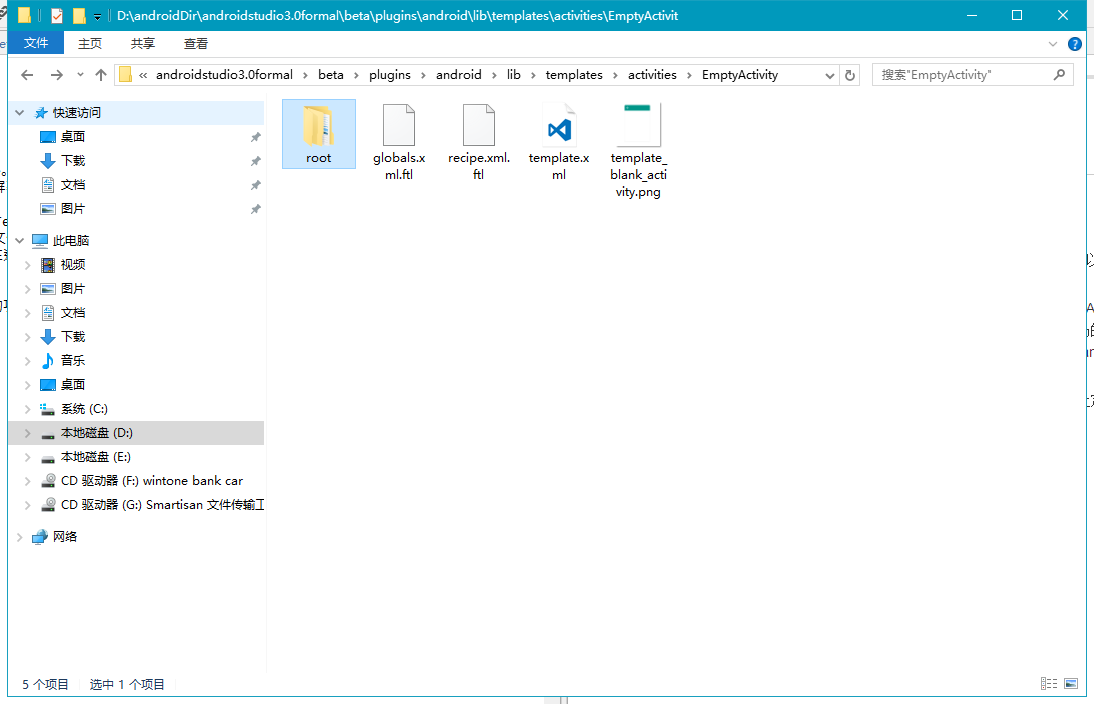 D:\androidDir\androidstudio3.0formal\beta\plugins\android\lib\templates\activities\EmptyActivit
文件 主页 共享 查看
« androidstudio3.0formal › beta › plugins › android › lib › templates › activities › EmptyActivity
搜索"EmptyActivity"
快速访问
桌面
下载
文档
图片
此电脑
视频
图片
文档
下载
音乐
桌面
系统 (C:)
本地磁盘 (D:)
本地磁盘 (E:)
CD 驱动器 (F:) wintone bank car
CD 驱动器 (G:) Smartisan 文件传输工
网络
root
globals.x
ml.ftl
recipe.xml.
ftl
template.x
ml
template_
blank_acti
vity.png
5 个项目 选中 1 个项目